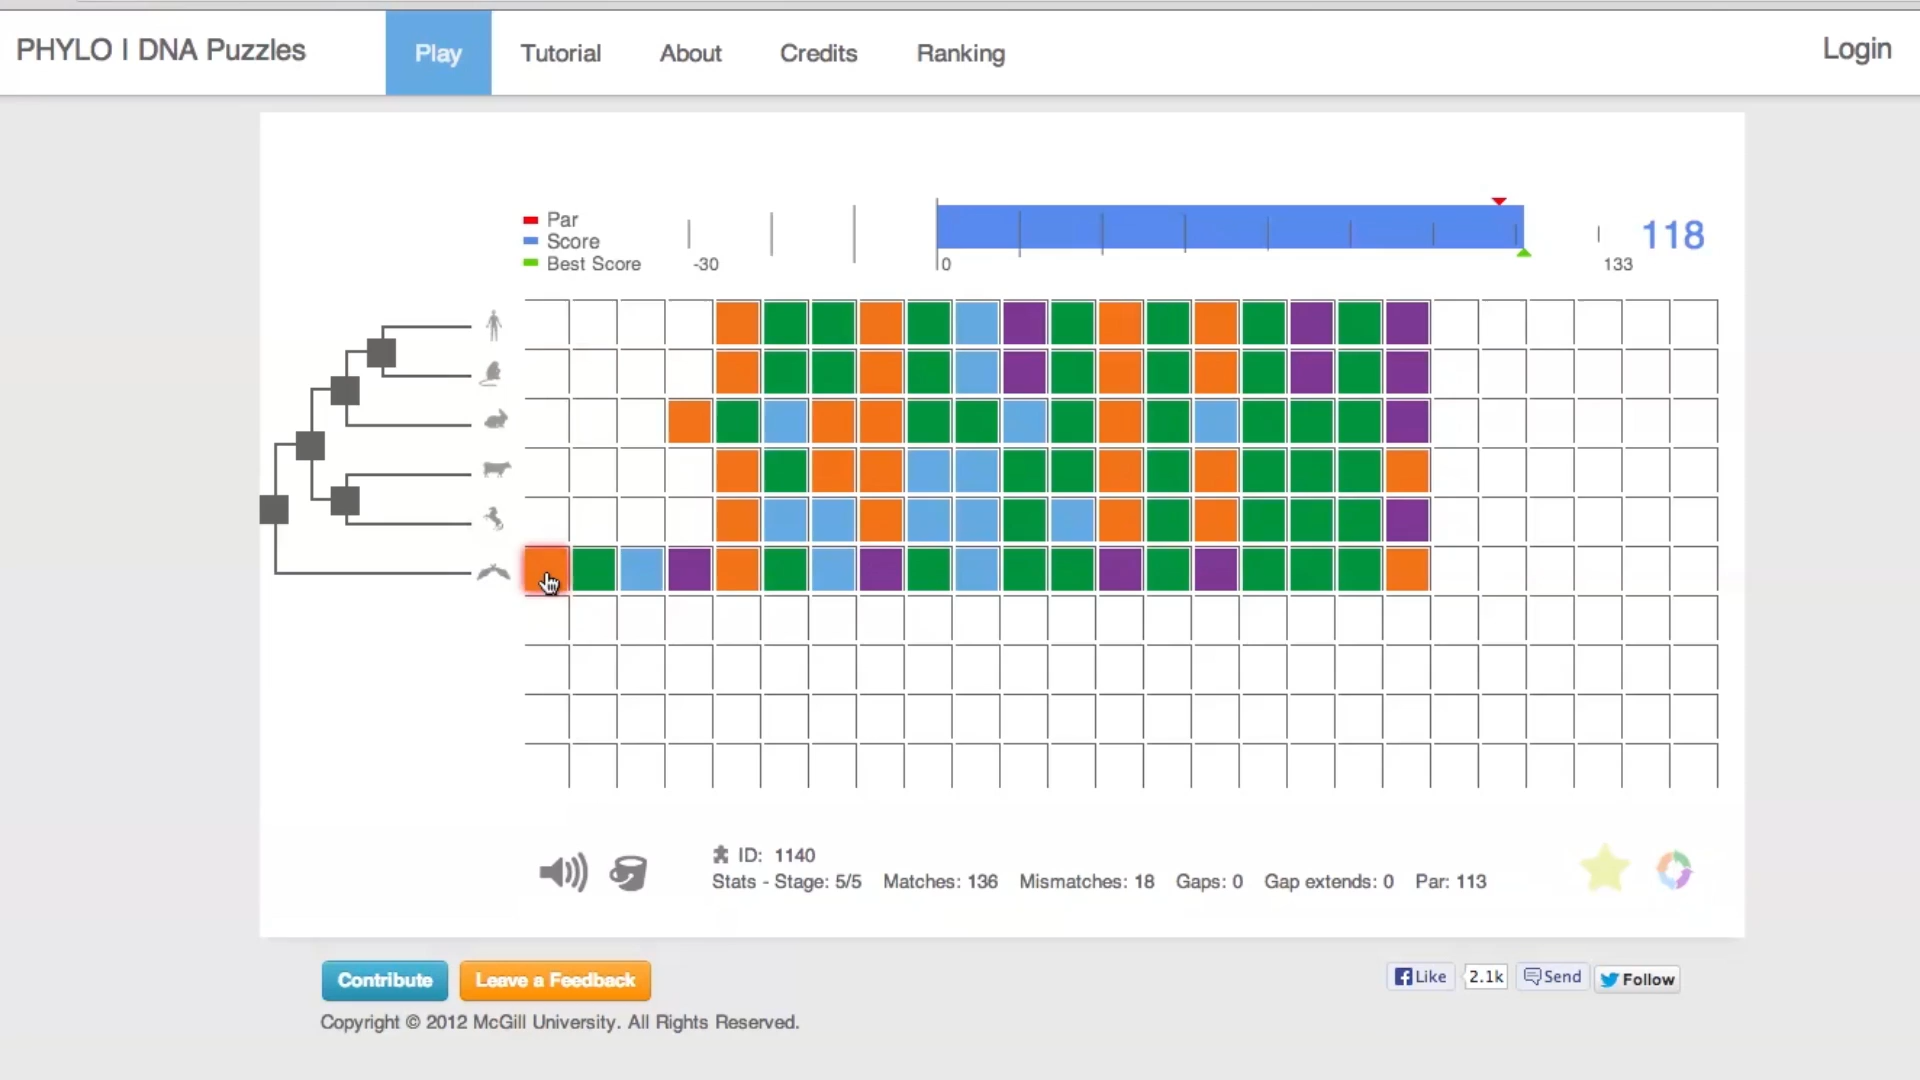 PHYLO | DNA Puzzles
Play
Tutorial
About
Credits
Ranking
Login
Par
Score
Best Score
-30
0
133
118
ID: 1140
Stats - Stage: 5/5 Matches: 136 Mismatches: 18 Gaps: 0 Gap extends: 0 Par: 113
Contribute
Leave a Feedback
Like
2.1k
Send
Follow
Copyright © 2012 McGill University. All Rights Reserved.